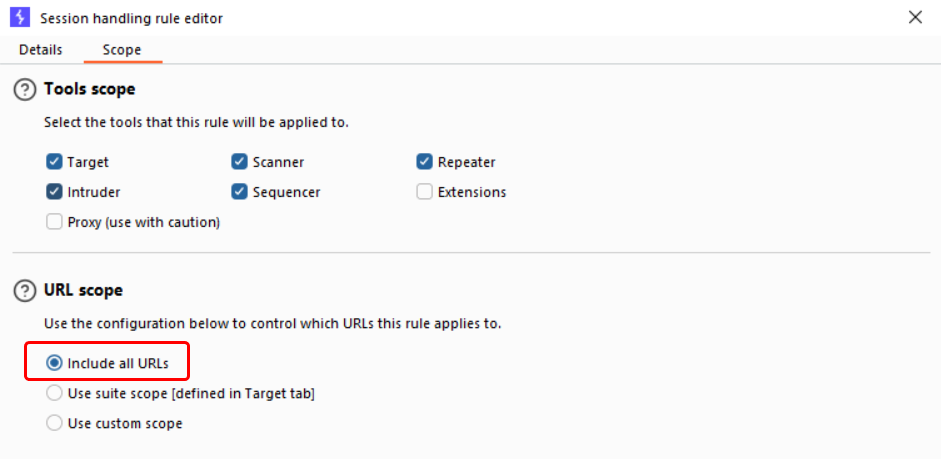 Session handling rule editor
Details Scope
Tools scope
Select the tools that this rule will be applied to.
Target Scanner Repeater
Intruder Sequencer Extensions
Proxy (use with caution)
URL scope
Use the configuration below to control which URLs this rule applies to.
Include all URLs
Use suite scope [defined in Target tab]
Use custom scope